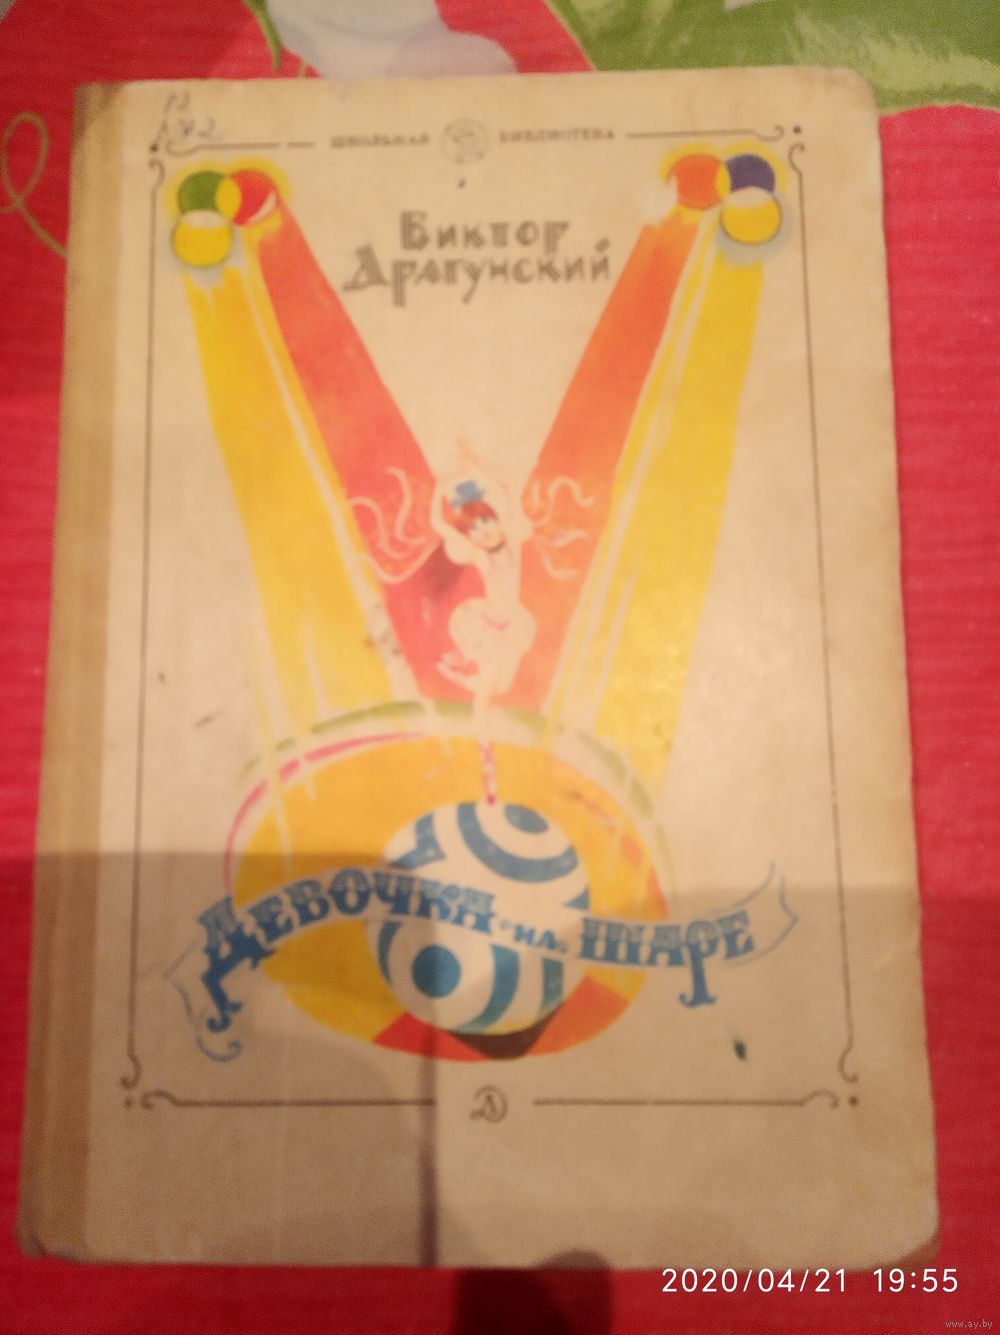 ШКОЛЬНАЯ БИБЛИОТЕКА
Виктор
Драгунский
ДЕВОЧКА НА ШАРЕ
2020/04/21 19:55
www.ay.by